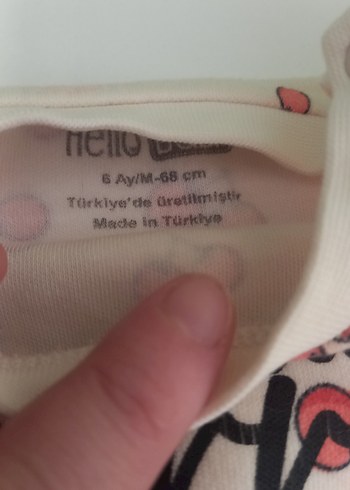 Hello
6 Ay/M-68 cm
Türkiye'de üretilmiştir
Made in Türkiye